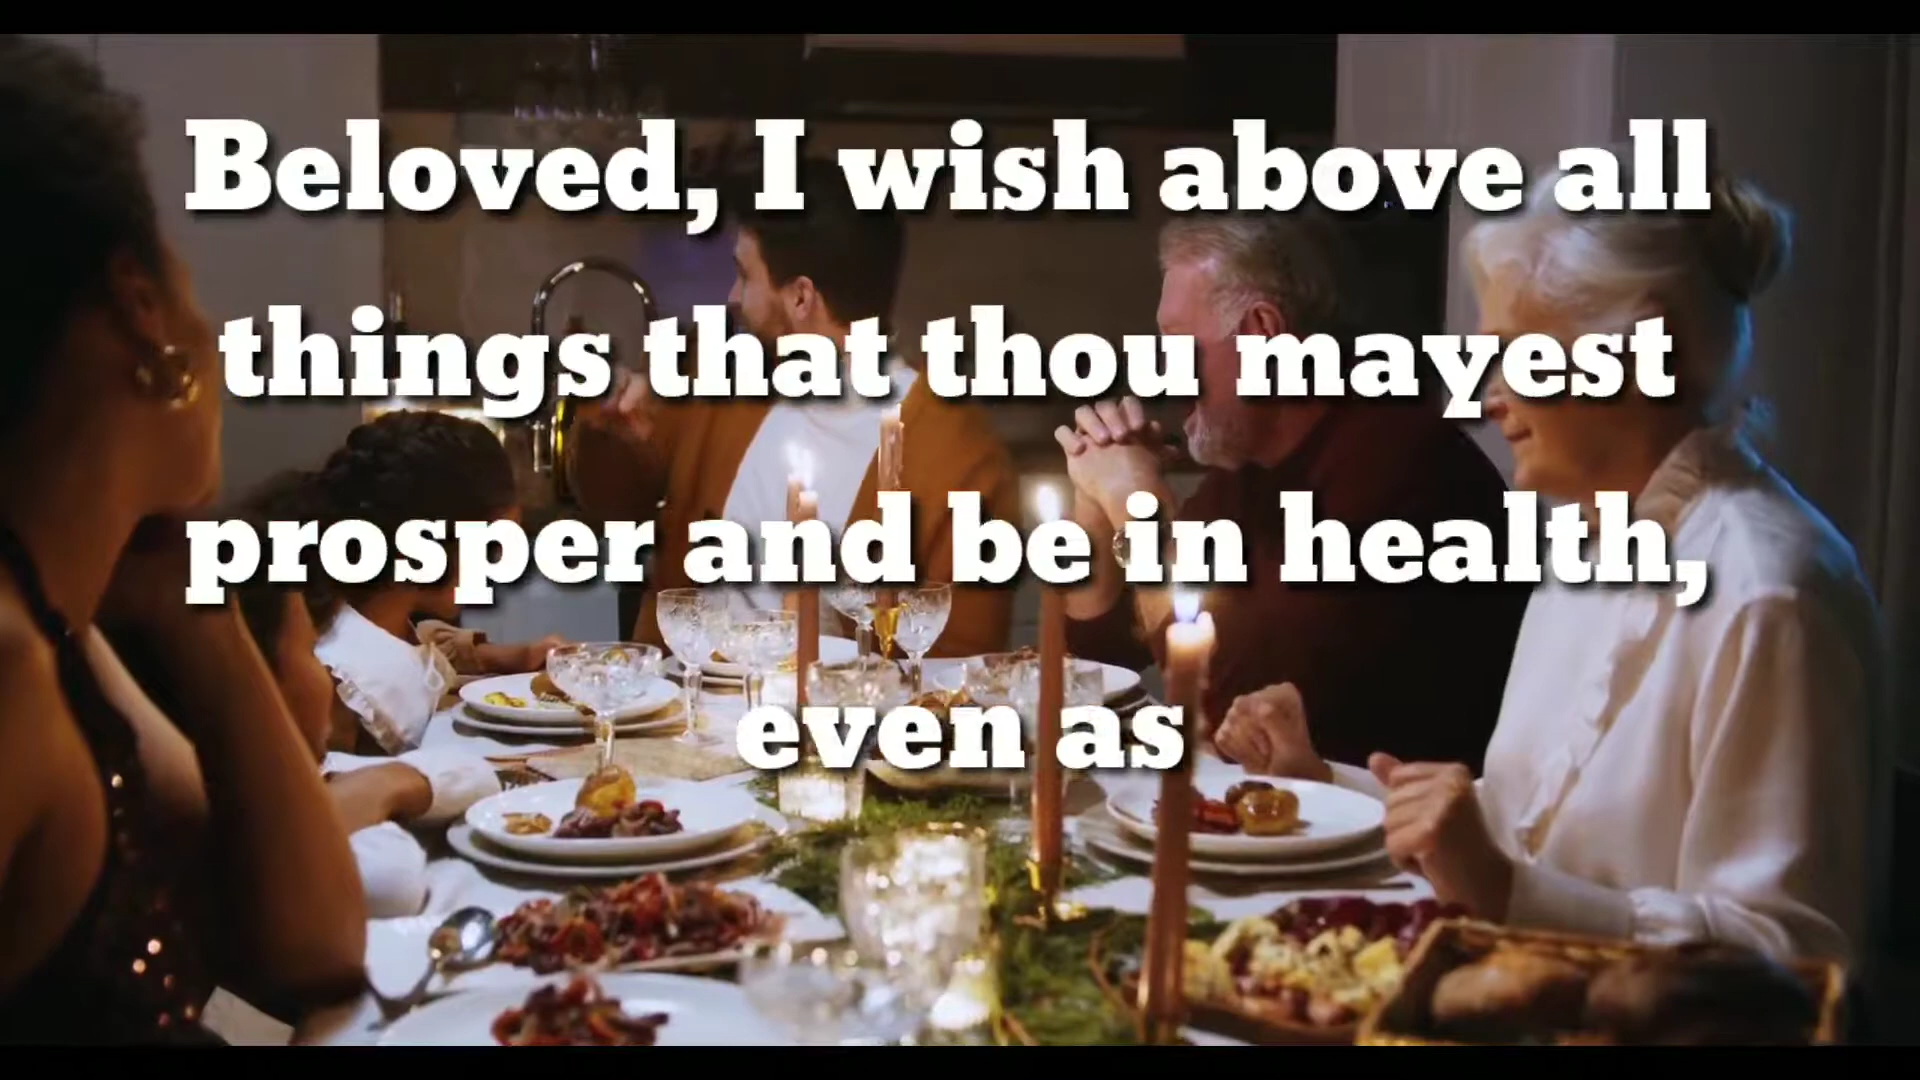 Beloved, I wish above all
things that thou mayest
prosper and be in health,
even as